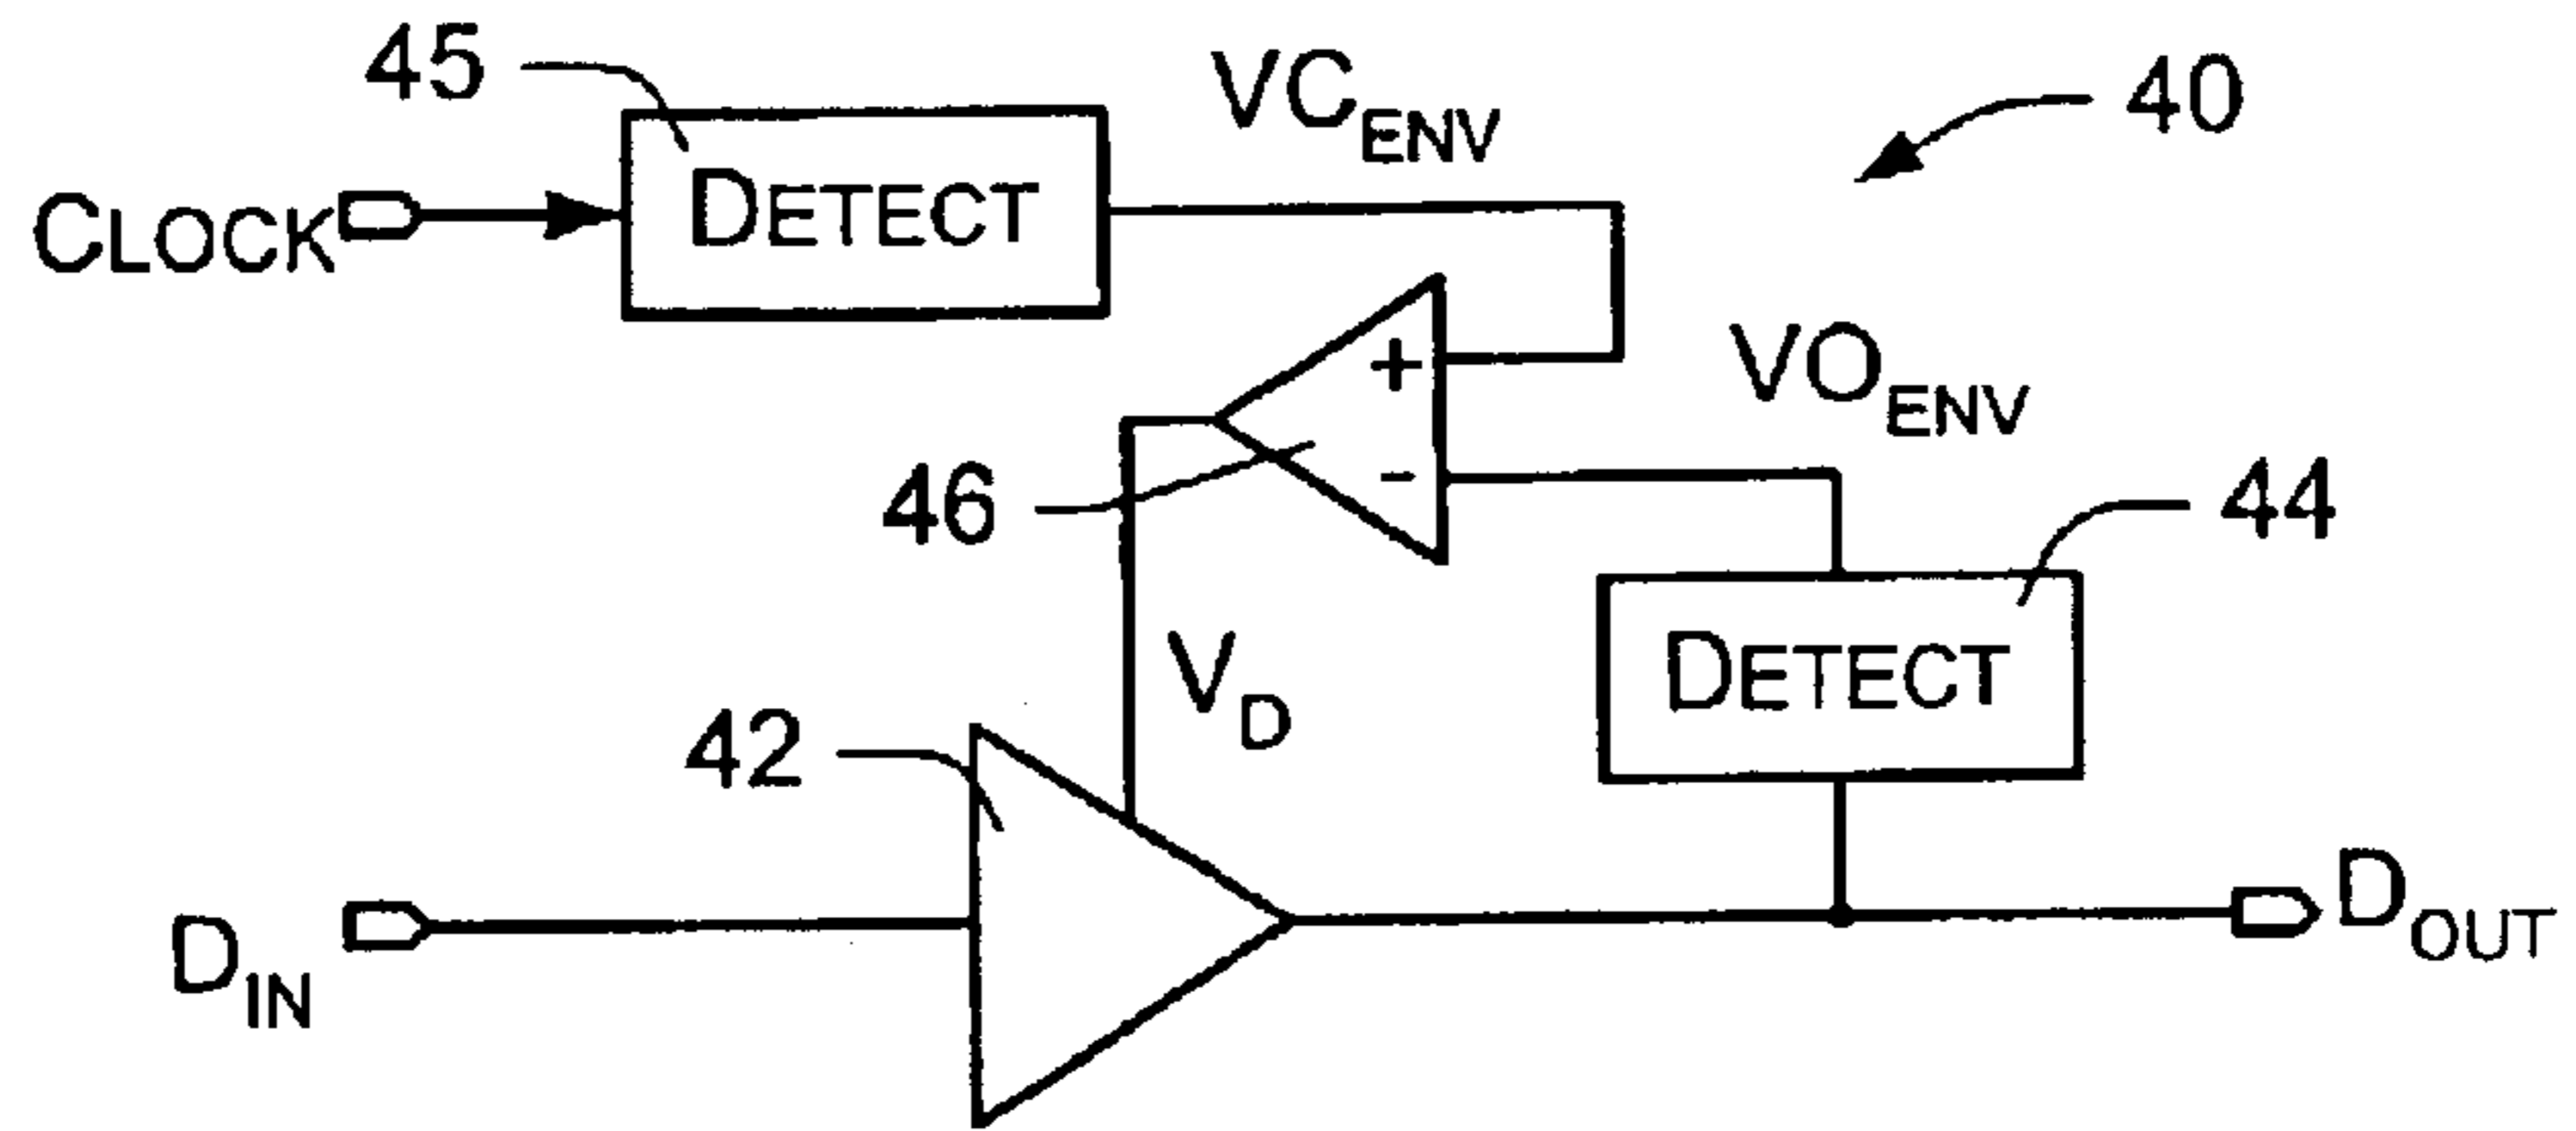 45
VC_ENV
40
CLOCK
DETECT
+
VO_ENV
46
-
44
DETECT
V_D
42
D_IN
D_OUT